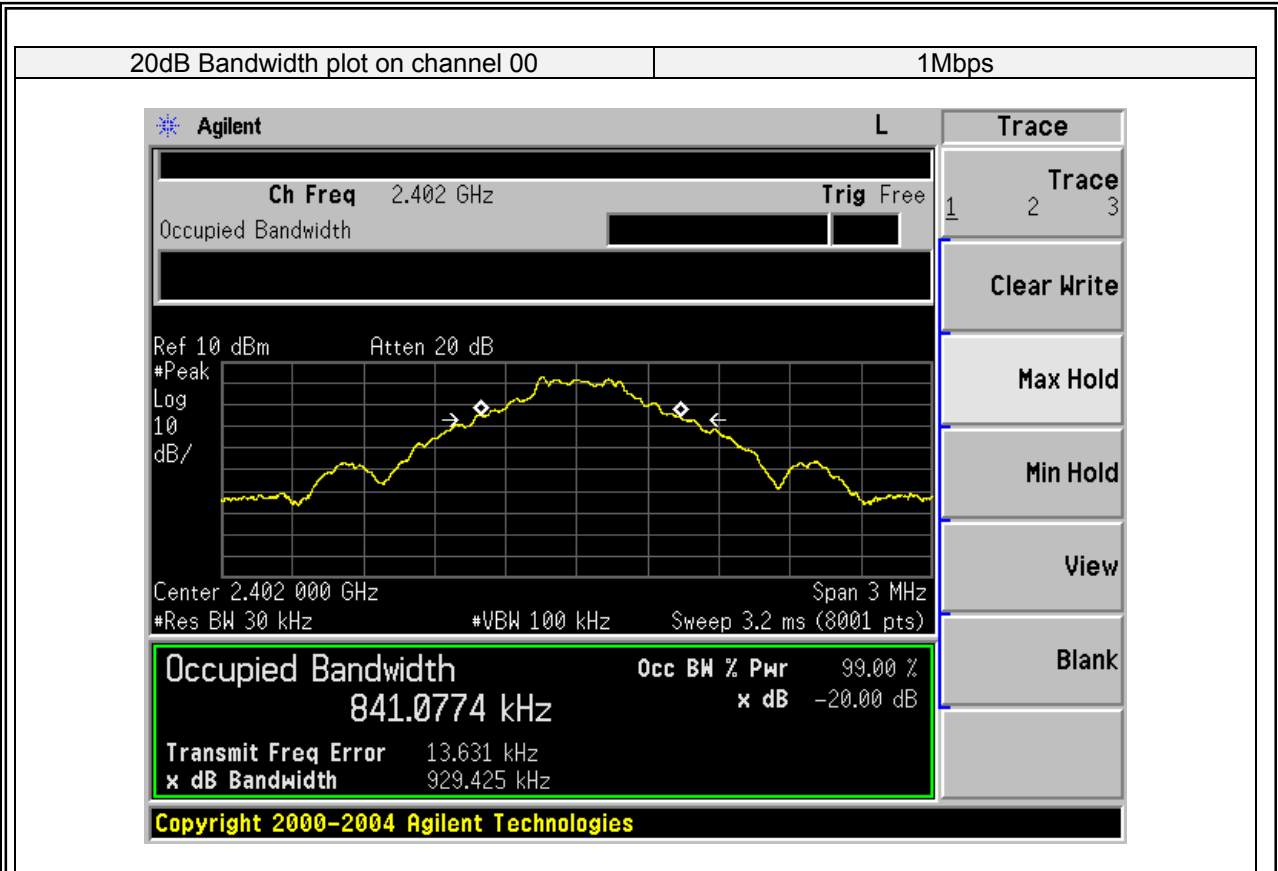 20dB Bandwidth plot on channel 00 1Mbps
Agilent L Trace
Ch Freq 2.402 GHz Trig Free
Occupied Bandwidth
Trace
1 2 3
Clear Write
Max Hold
Min Hold
View
Blank
Ref 10 dBm Atten 20 dB
#Peak
Log
10
dB/
Center 2.402 000 GHz Span 3 MHz
#Res BW 30 kHz #VBW 100 kHz Sweep 3.2 ms (8001 pts)
Occupied Bandwidth Occ BW % Pwr 99.00 %
841.0774 kHz x dB -20.00 dB
Transmit Freq Error 13.631 kHz
x dB Bandwidth 929.425 kHz
Copyright 2000-2004 Agilent Technologies